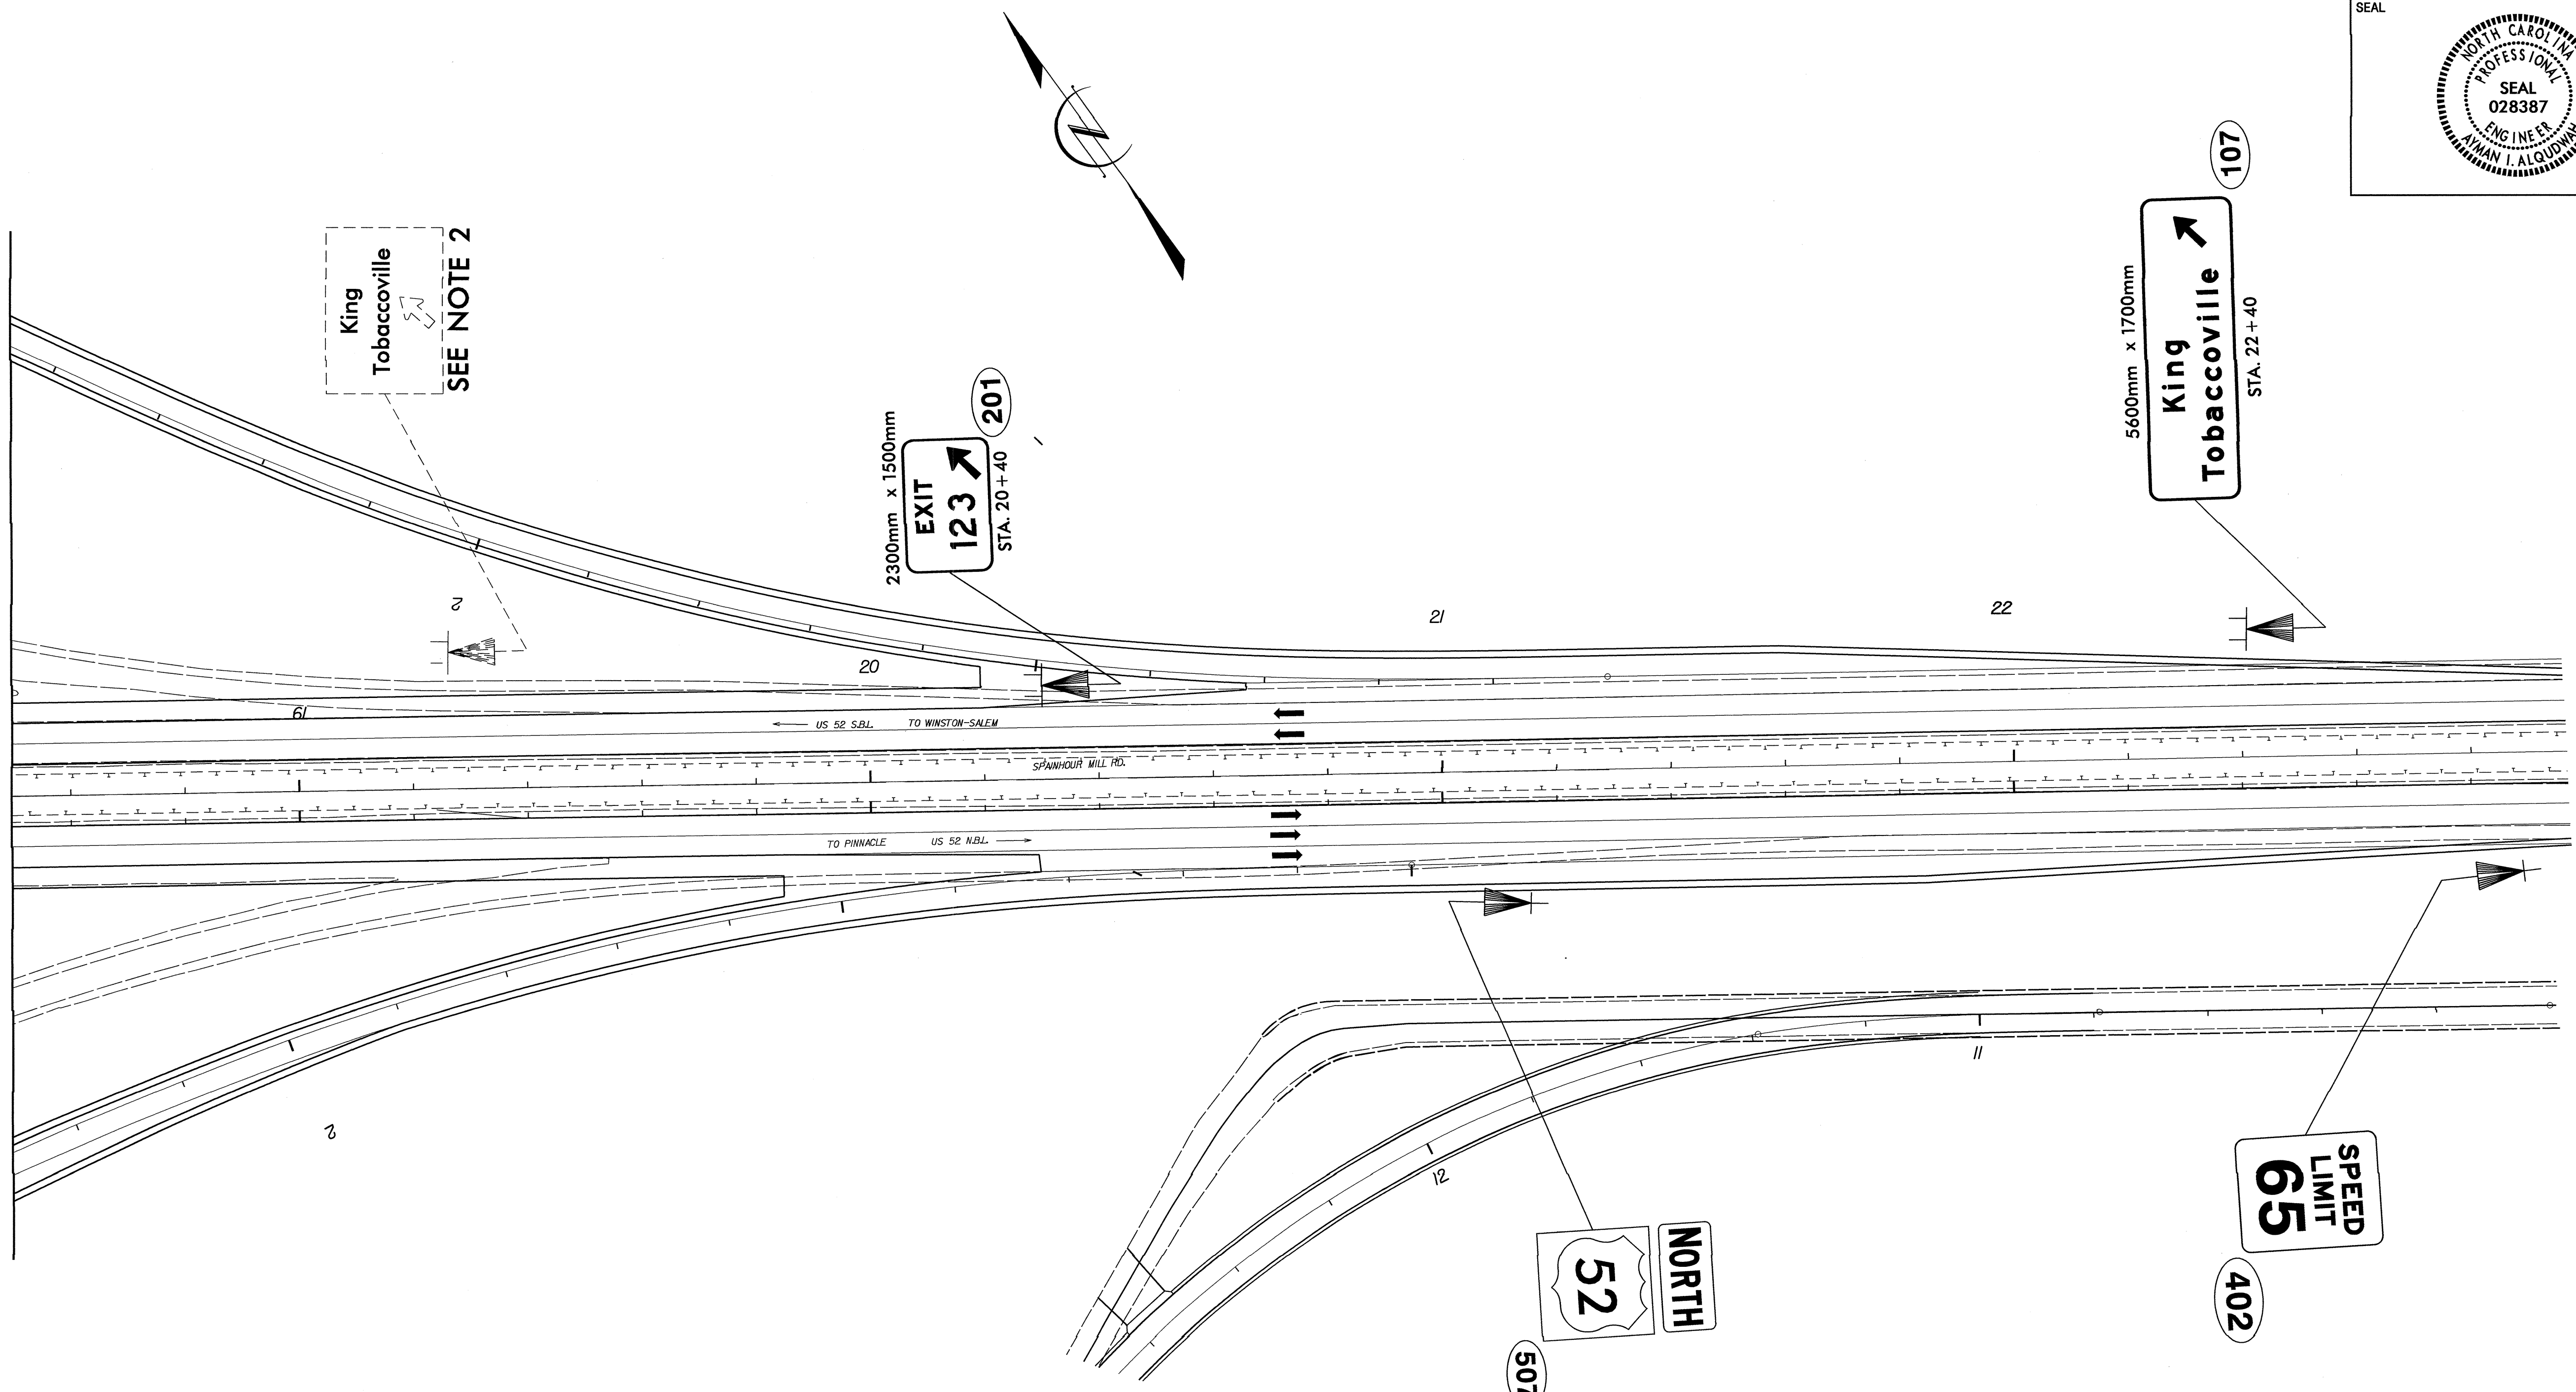 SEAL
NORTH CAROLINA
PROFESSIONAL
SEAL
028387
ENGINEER
AYMAN I. ALQUDWAH
King
Tobaccoville
SEE NOTE 2
2300mm x 1500mm
EXIT
123
STA. 20+40
201
5600mm x 1700mm
King
Tobaccoville
STA. 22+40
107
2
19
20
21
22
US 52 S.B.L. TO WINSTON-SALEM
SPAINHOUR MILL RD.
TO PINNACLE US 52 N.B.L.
2
11
12
NORTH
52
507
SPEED
LIMIT
65
402